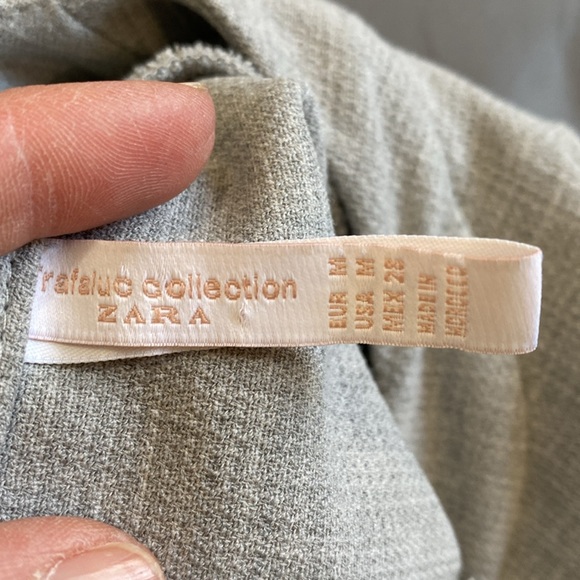 Trafaluc collection
ZARA
EUR M
USA M
MEX 28
MADE IN
MOROCCO